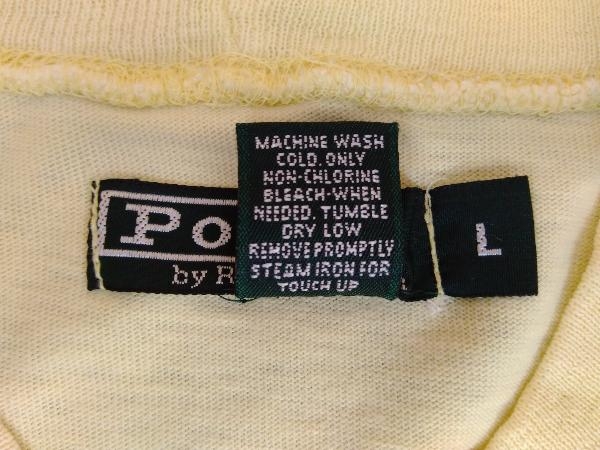 MACHINE WASH
COLD. ONLY
NON-CHLORINE
BLEACH-WHEN
NEEDED. TUMBLE
DRY LOW
REMOVE PROMPTLY
STEAM IRON FOR
TOUCH UP
Po
by R
L